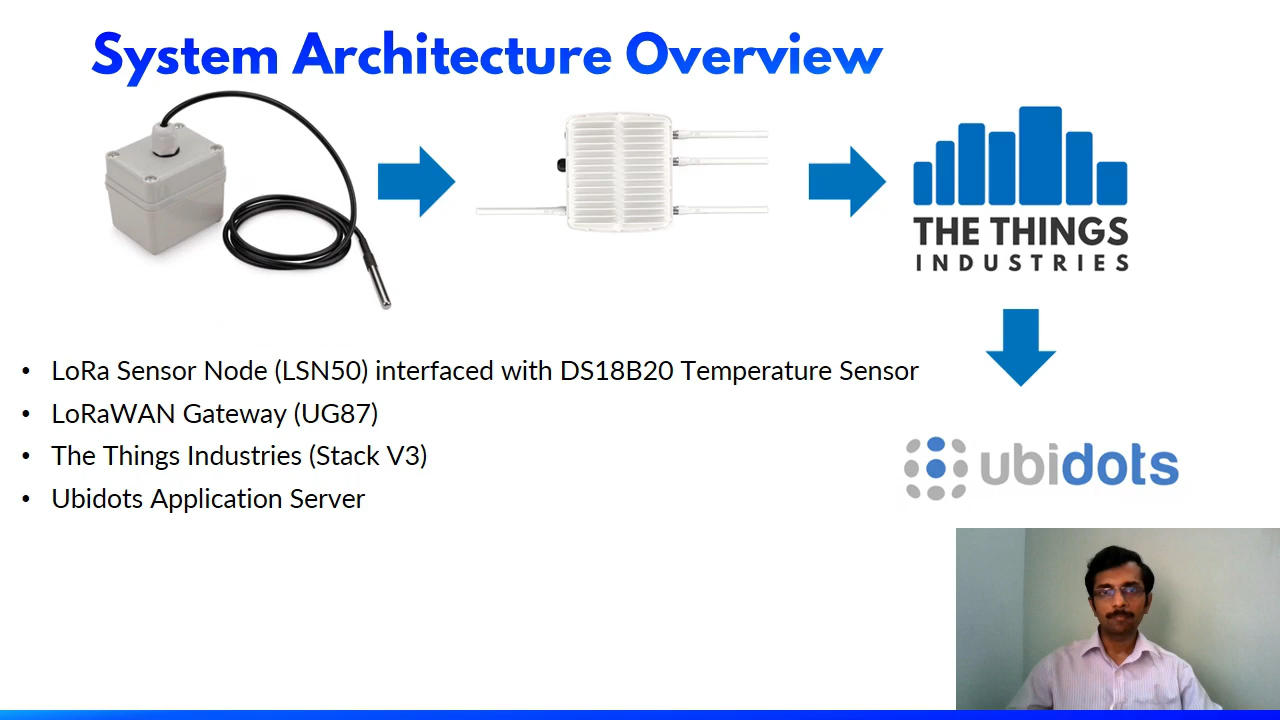 System Architecture Overview
THE THINGS
INDUSTRIES
• LoRa Sensor Node (LSN50) interfaced with DS18B20 Temperature Sensor
• LoRaWAN Gateway (UG87)
• The Things Industries (Stack V3)
• Ubidots Application Server
ubidots